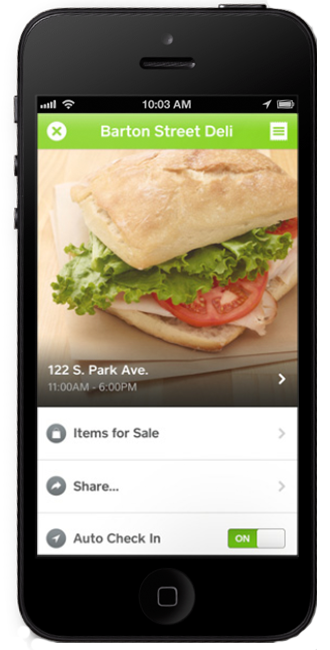 10:03 AM
Barton Street Deli
122 S. Park Ave.
11:00AM - 6:00PM
Items for Sale
Share...
Auto Check In
ON